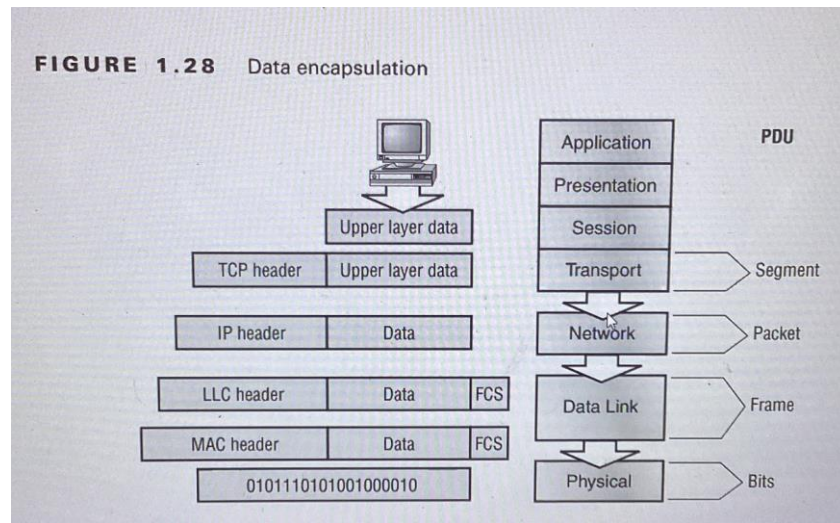 FIGURE 1.28 Data encapsulation
Application PDU
Presentation
Upper layer data Session
TCP header Upper layer data Transport Segment
IP header Data Network Packet
LLC header Data FCS Data Link Frame
MAC header Data FCS
0101110101001000010 Physical Bits